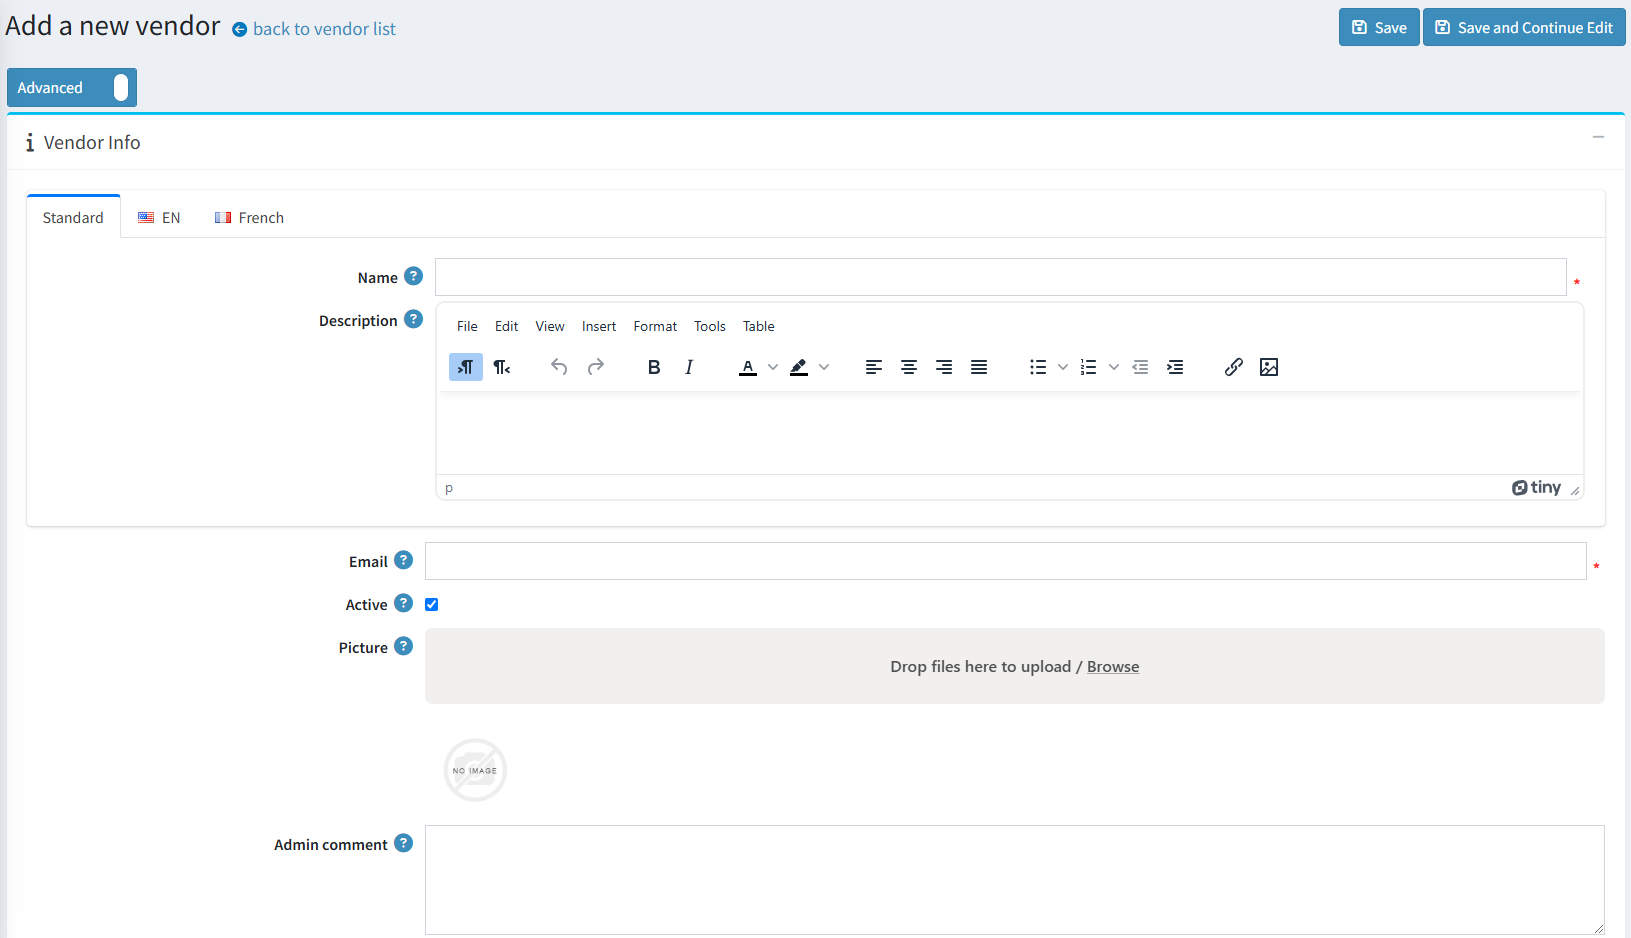 Add a new vendor back to vendor list
Save Save and Continue Edit
Advanced
Vendor Info
Standard EN French
Name ? *
Description ?
File Edit View Insert Format Tools Table
B I A
p tiny
Email ? *
Active ?
Picture ?
Drop files here to upload / Browse
NO IMAGE
Admin comment ?